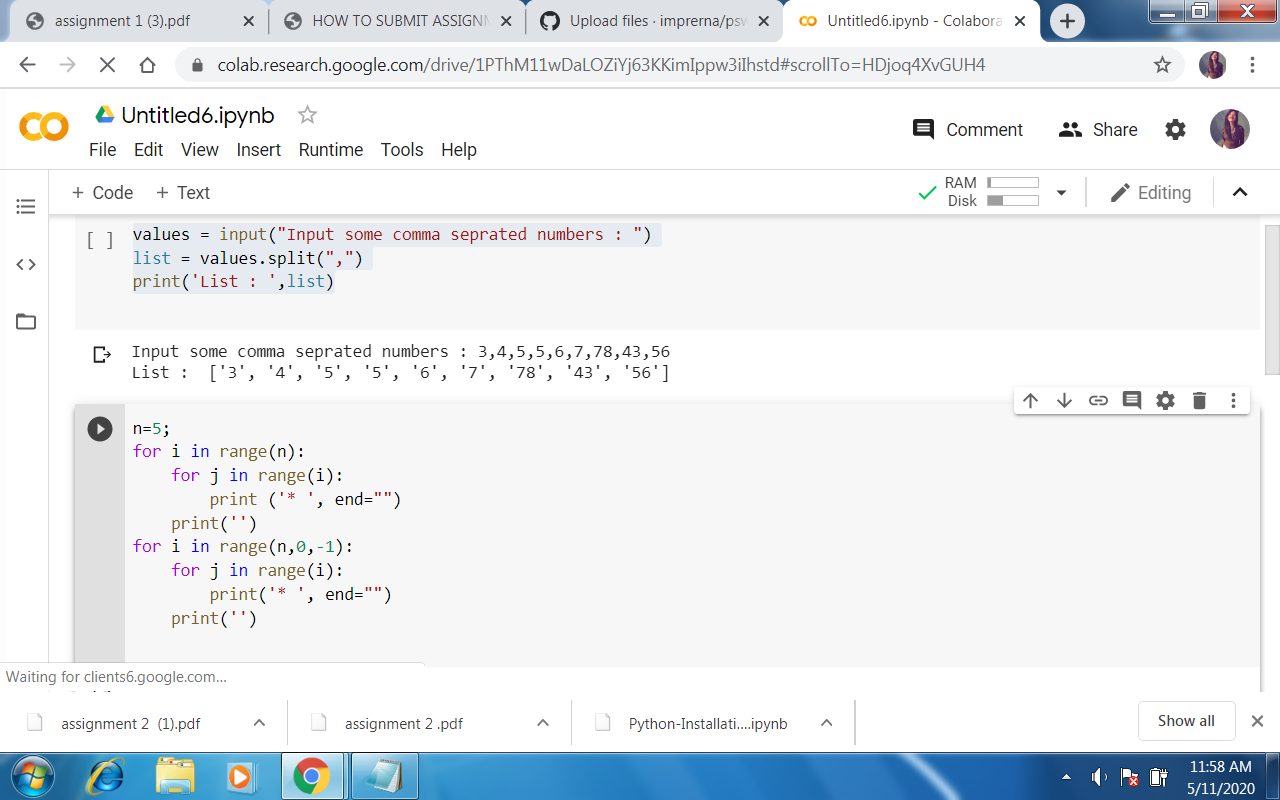 assignment 1 (3).pdf
HOW TO SUBMIT ASSIGNM
Upload files · imprerna/psw
Untitled6.ipynb - Colabora
colab.research.google.com/drive/1PThM11wDaLOZiYj63KKimIppw3iIhstd#scrollTo=HDjoq4XvGUH4
Untitled6.ipynb
Comment
Share
File Edit View Insert Runtime Tools Help
+ Code + Text
RAM
Disk
Editing
[ ] values = input("Input some comma seprated numbers : ")
list = values.split(",")
print('List : ',list)
Input some comma seprated numbers : 3,4,5,5,6,7,78,43,56
List :  ['3', '4', '5', '5', '6', '7', '78', '43', '56']
n=5;
for i in range(n):
    for j in range(i):
        print ('* ', end="")
    print('')
for i in range(n,0,-1):
    for j in range(i):
        print('* ', end="")
    print('')
Waiting for clients6.google.com...
assignment 2 (1).pdf
assignment 2 .pdf
Python-Installati....ipynb
Show all
11:58 AM
5/11/2020